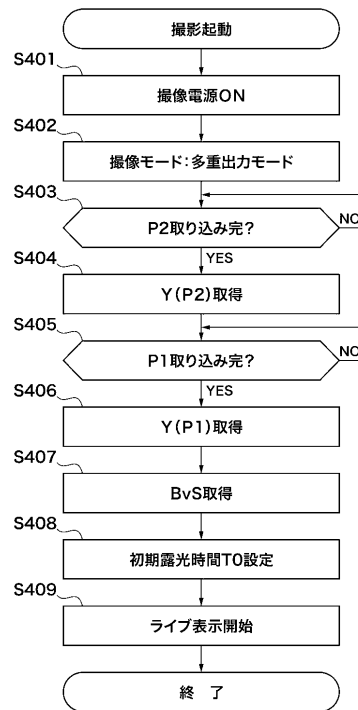 撮影起動
S401
撮像電源ON
S402
撮像モード:多重出力モード
S403
P2取り込み完?
NO
YES
S404
Y(P2)取得
S405
P1取り込み完?
NO
YES
S406
Y(P1)取得
S407
BvS取得
S408
初期露光時間T0設定
S409
ライブ表示開始
終 了